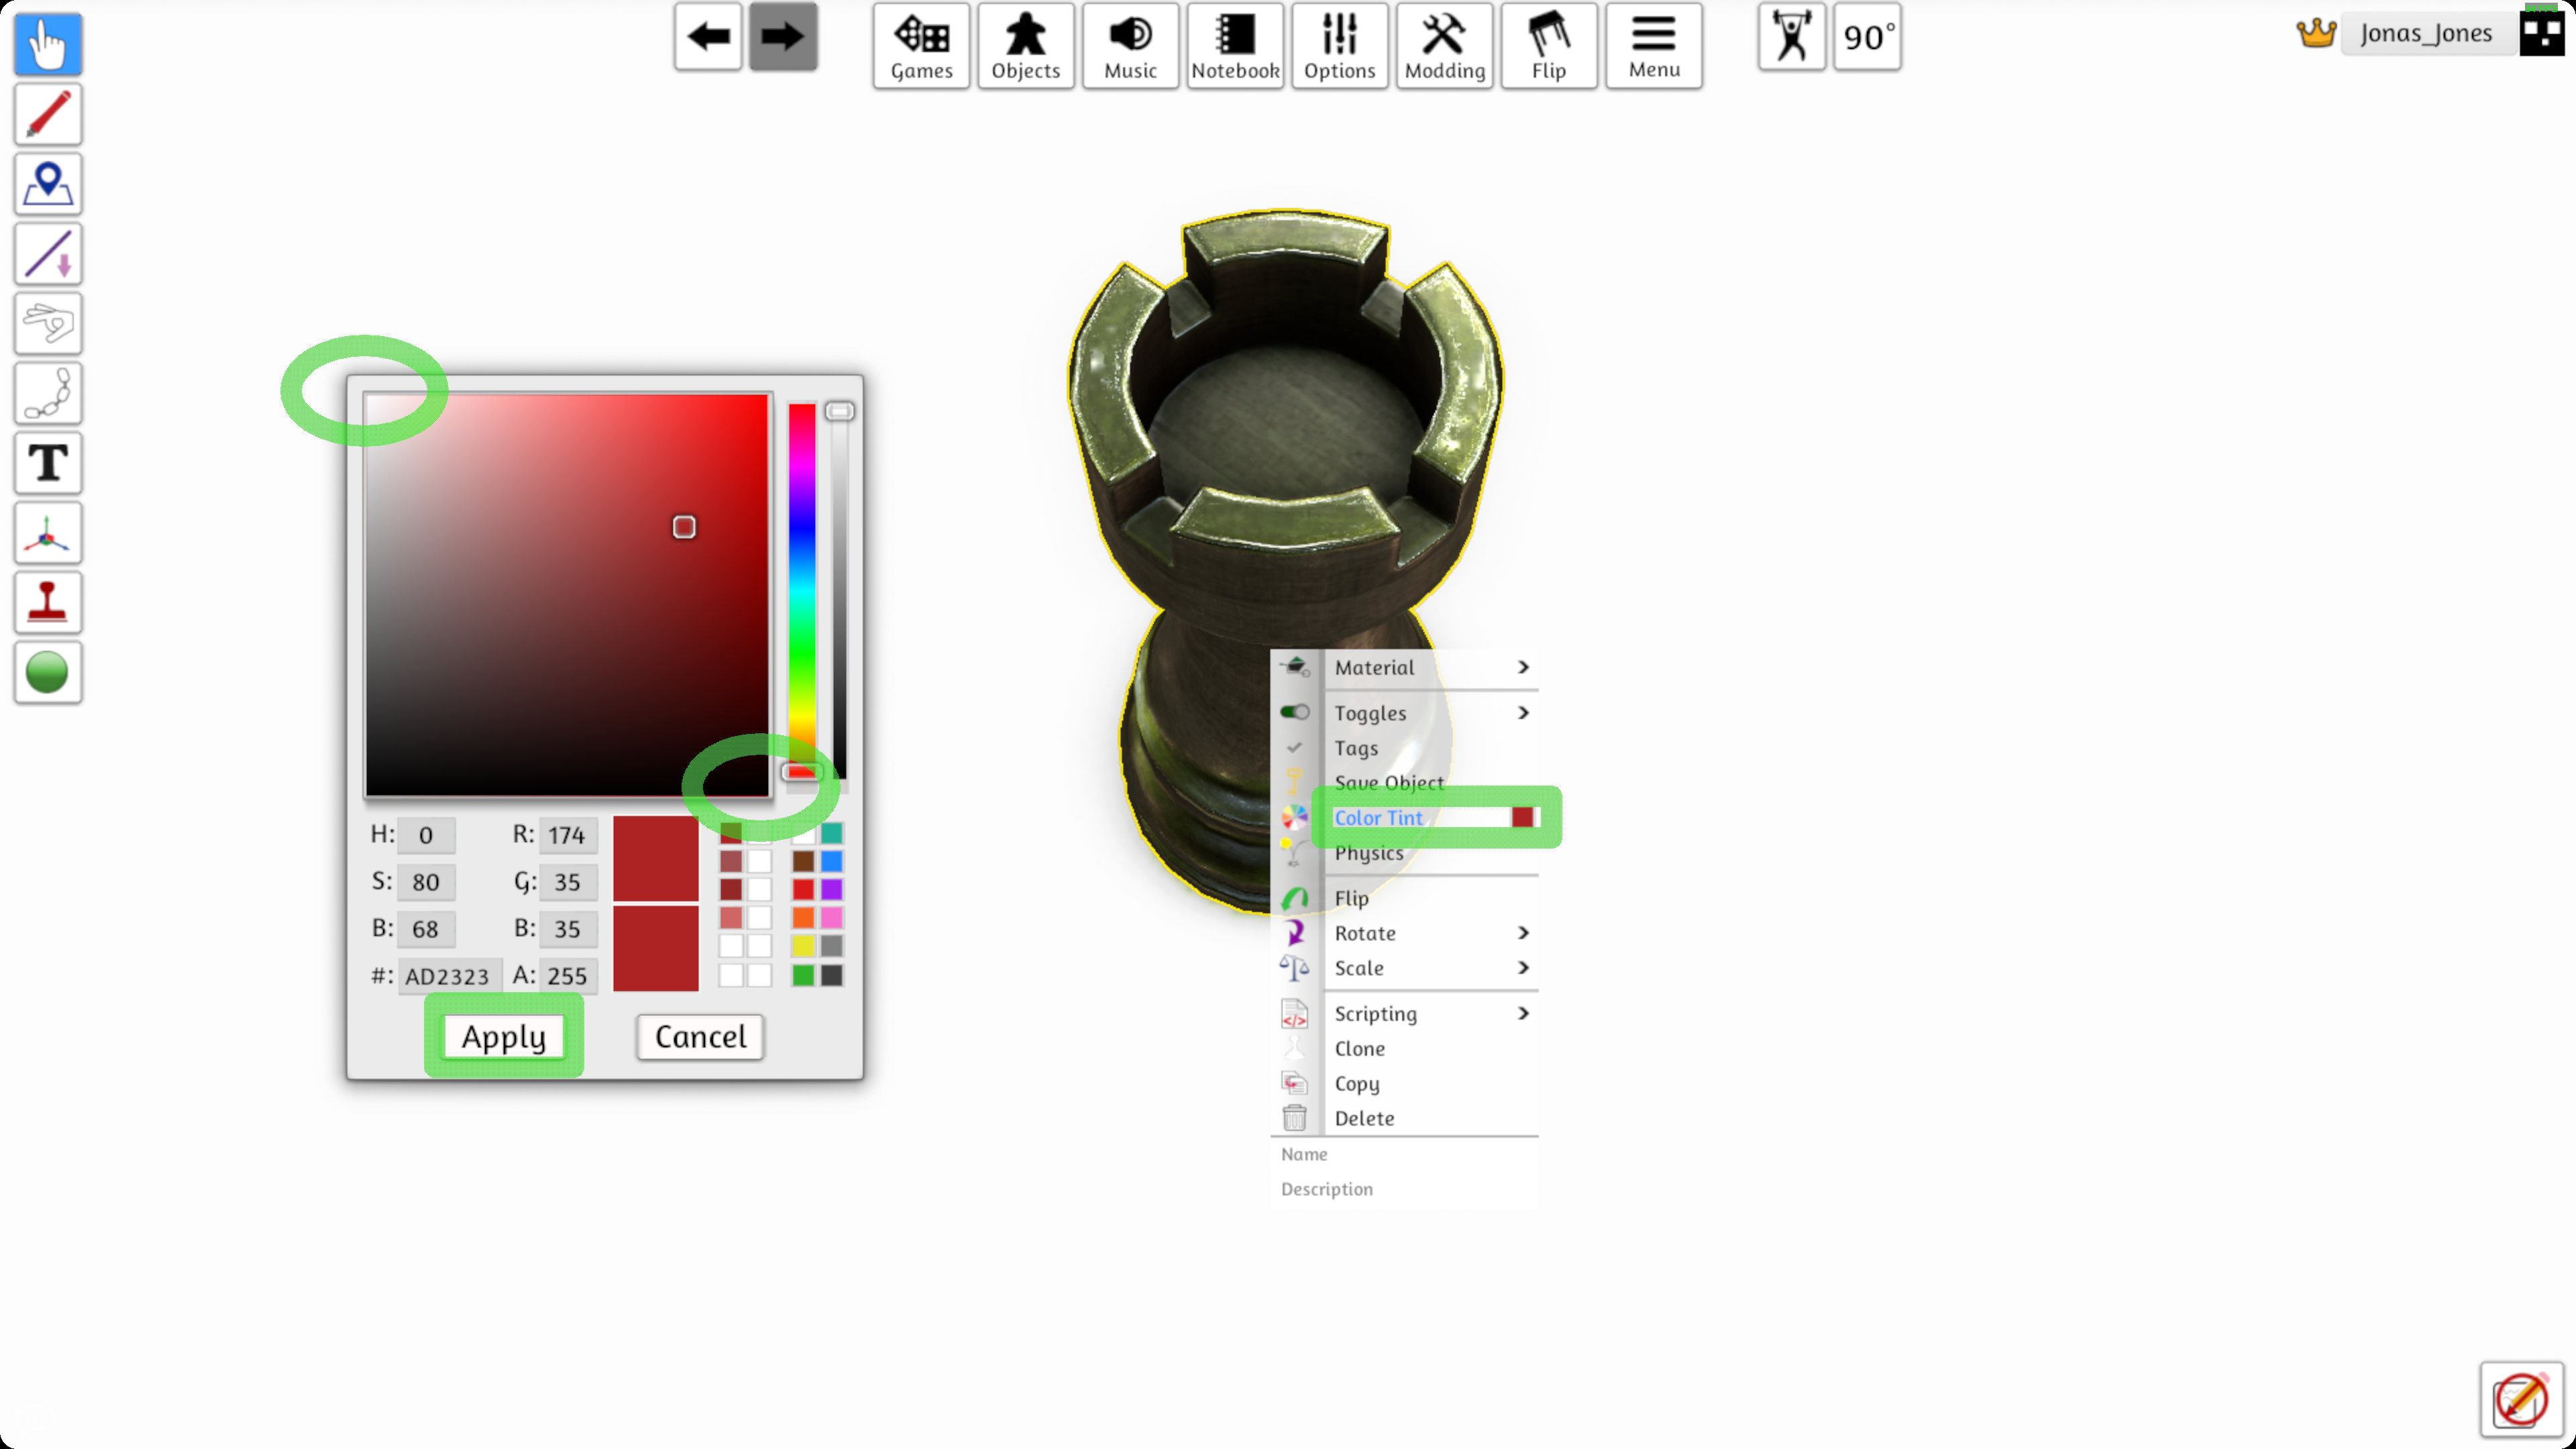 Games
Objects
Music
Notebook
Options
Modding
Flip
Menu
90°
Jonas_Jones
T
H: 0 R: 174
S: 80 G: 35
B: 68 B: 35
#: AD2323 A: 255
Apply Cancel
Material
Toggles
Tags
Save Object
Color Tint
Physics
Flip
Rotate
Scale
Scripting
Clone
Copy
Delete
Name
Description